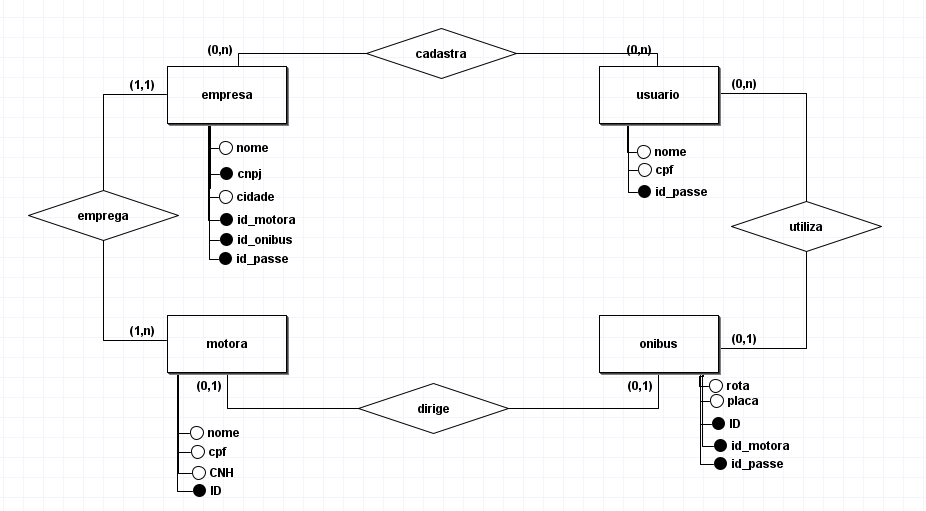 cadastra
(0,n)
(0,n)
(1,1)
empresa
usuario
(0,n)
nome
cnpj
cidade
id_motora
id_onibus
id_passe
nome
cpf
id_passe
emprega
utiliza
(1,n)
motora
onibus
(0,1)
(0,1)
dirige
(0,1)
nome
cpf
CNH
ID
rota
placa
ID
id_motora
id_passe